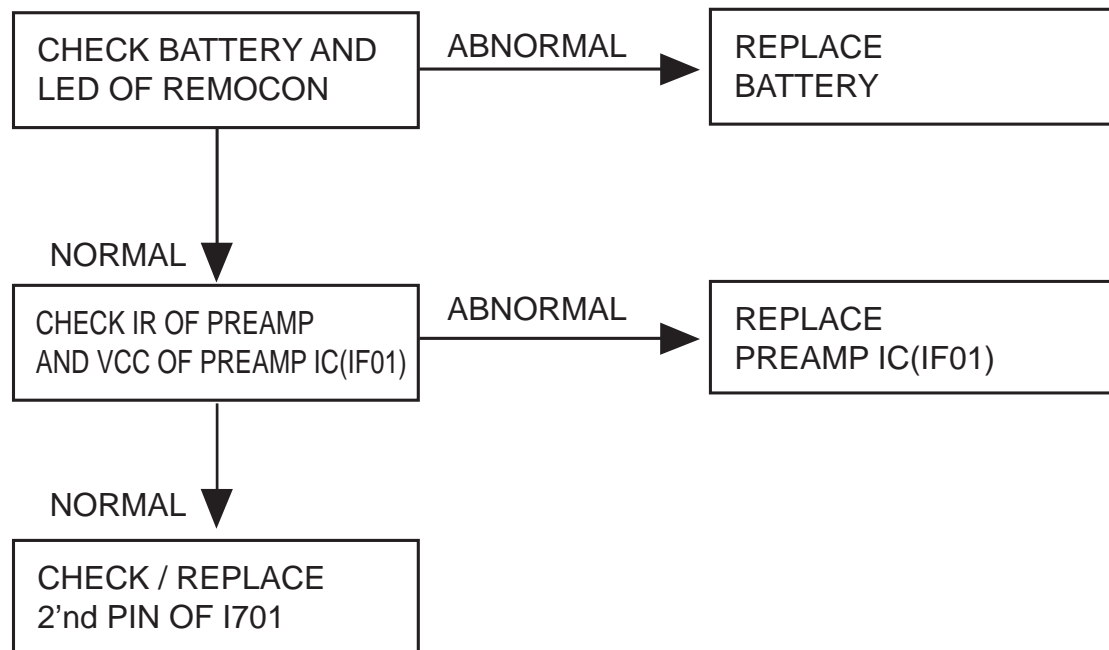 CHECK BATTERY AND
LED OF REMOCON
ABNORMAL
REPLACE
BATTERY
NORMAL
CHECK IR OF PREAMP
AND VCC OF PREAMP IC(IF01)
ABNORMAL
REPLACE
PREAMP IC(IF01)
NORMAL
CHECK / REPLACE
2’nd PIN OF I701